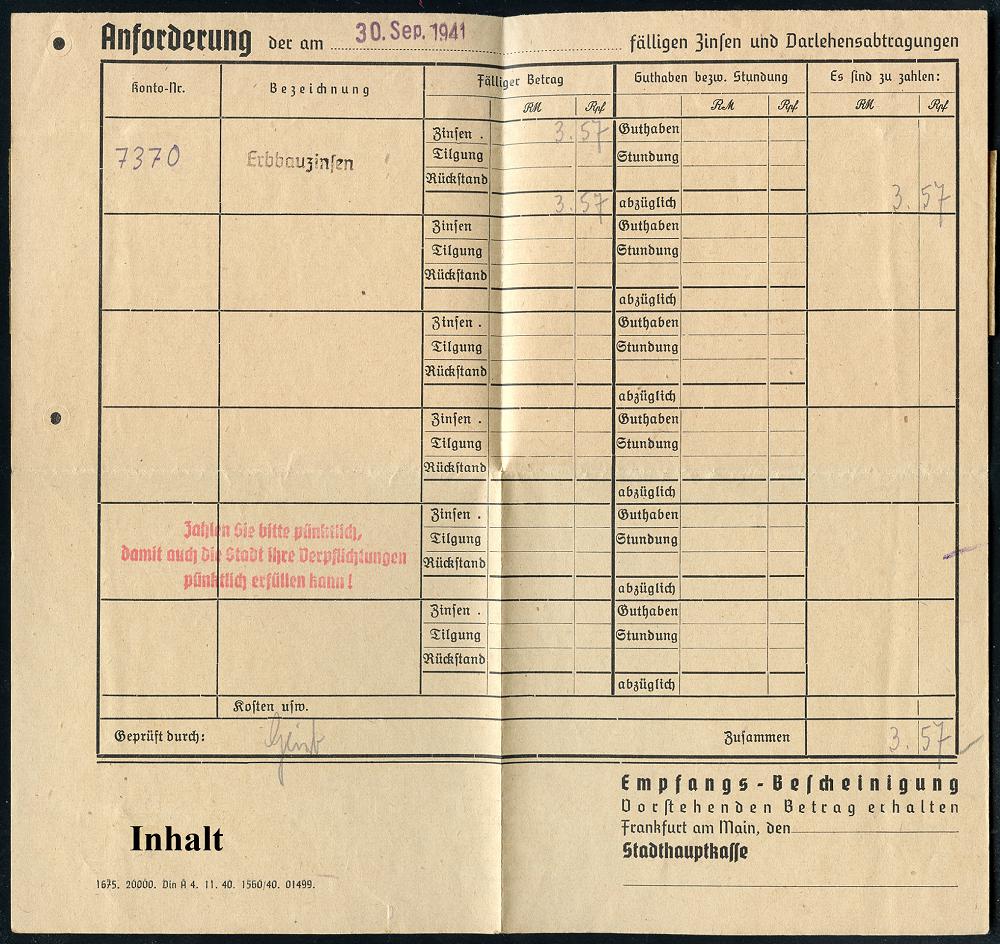 Anforderung der am 30. Sep. 1941 fälligen Zinsen und Darlehensabtragungen
Konto-Nr. Bezeichnung Fälliger Betrag Guthaben bezw. Stundung Es sind zu zahlen:
RM Rpf RM Rpf RM Rpf
7370 Erbbauzinsen Zinsen . 3. 57 Guthaben
Tilgung Stundung
Rückstand
3. 57 abzüglich 3. 57
Zinsen Guthaben
Tilgung Stundung
Rückstand
abzüglich
Zinsen . Guthaben
Tilgung Stundung
Rückstand
abzüglich
Zinsen . Guthaben
Tilgung Stundung
Rückstand
abzüglich
Zahlen Sie bitte pünktlich,
damit auch die Stadt ihre Verpflichtungen
pünktlich erfüllen kann!
Zinsen . Guthaben
Tilgung Stundung
Rückstand
abzüglich
Zinsen . Guthaben
Tilgung Stundung
Rückstand
abzüglich
Kosten usw.
Geprüft durch: Zusammen 3. 57
Empfangs-Bescheinigung
Vorstehenden Betrag erhalten
Frankfurt am Main, den
Stadthauptkasse
Inhalt
1675. 20000. Din A 4. 11. 40. 1560/40. 01499.